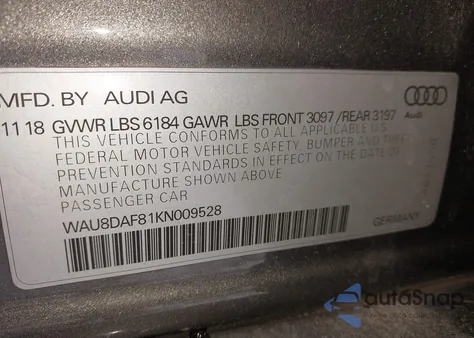 MFD. BY AUDI AG
11 18 GVWR LBS 6184 GAWR LBS FRONT 3097 /REAR 3197
THIS VEHICLE CONFORMS TO ALL APPLICABLE U.S
FEDERAL MOTOR VEHICLE SAFETY, BUMPER AND THEFT
PREVENTION STANDARDS IN EFFECT ON THE DATE OF
MANUFACTURE SHOWN ABOVE
PASSENGER CAR
WAU8DAF81KN009528
Audi
GERMANY
autoSnap